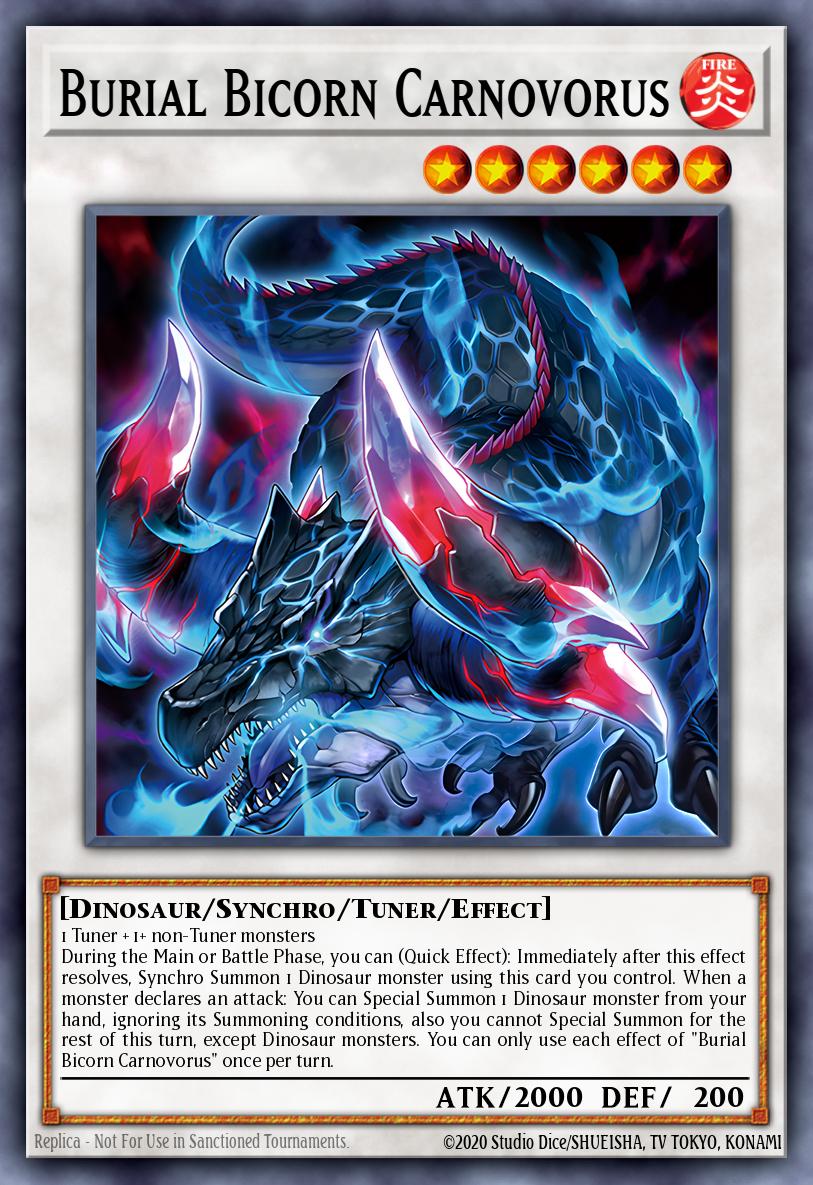 Burial Bicorn Carnovorus
FIRE
炎
[Dinosaur/Synchro/Tuner/Effect]
1 Tuner + 1+ non-Tuner monsters
During the Main or Battle Phase, you can (Quick Effect): Immediately after this effect
resolves, Synchro Summon 1 Dinosaur monster using this card you control. When a
monster declares an attack: You can Special Summon 1 Dinosaur monster from your
hand, ignoring its Summoning conditions, also you cannot Special Summon for the
rest of this turn, except Dinosaur monsters. You can only use each effect of "Burial
Bicorn Carnovorus" once per turn.
ATK/2000 DEF/ 200
Replica - Not For Use in Sanctioned Tournaments.
©2020 Studio Dice/SHUEISHA, TV TOKYO, KONAMI